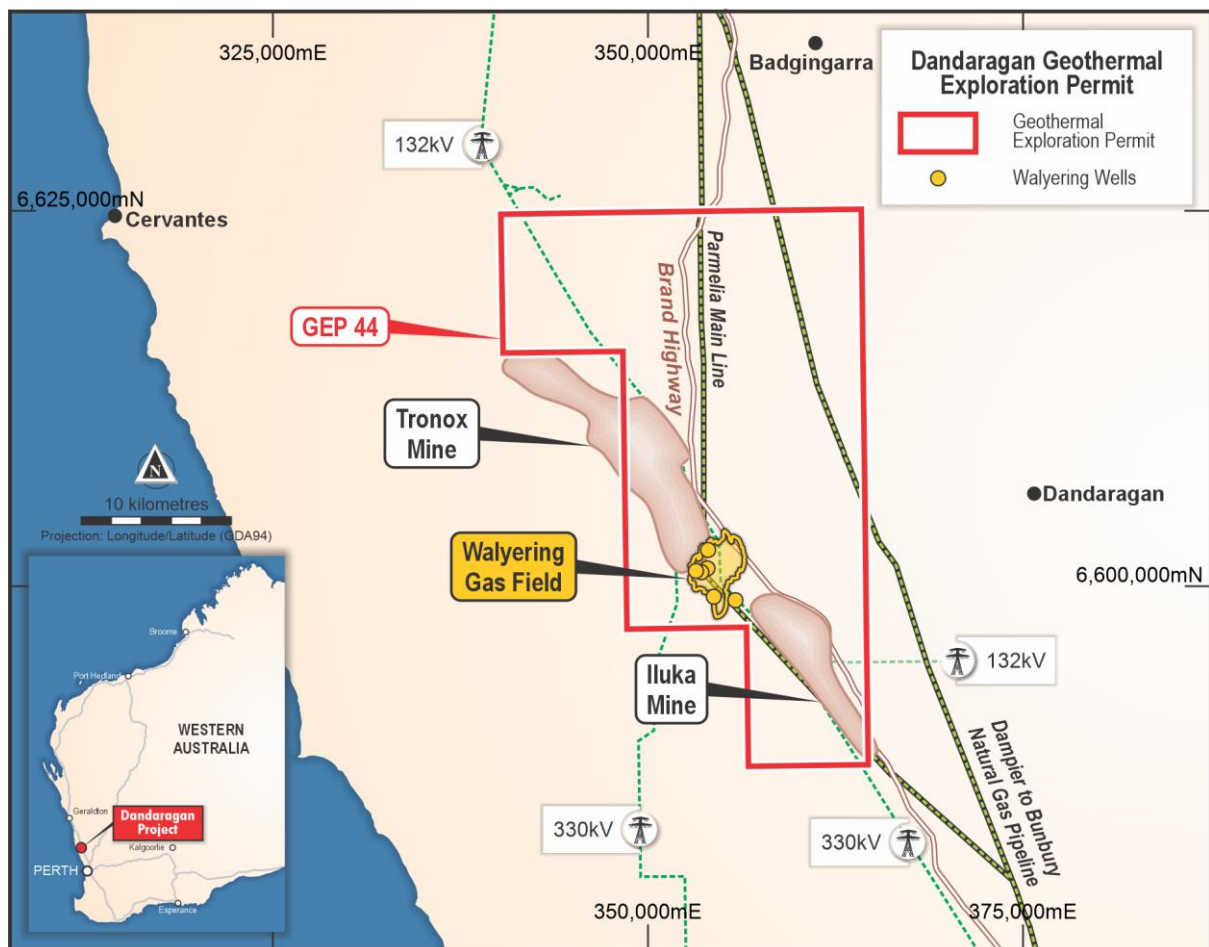 325,000mE
350,000mE
Badgingarra
Dandaragan Geothermal
Exploration Permit
Geothermal
Exploration Permit
Walyering Wells
132kV
6,625,000mN
Cervantes
Parmelia Main Line
Brand Highway
GEP 44
Tronox
Mine
N
10 kilometres
Projection: Longitude/Latitude (GDA94)
Dandaragan
Walyering
Gas Field
6,600,000mN
Iluka
Mine
132kV
Dampier to Bunbury
Natural Gas Pipeline
330kV
330kV
350,000mE
375,000mE
Broome
Port Hedland
WESTERN
AUSTRALIA
Geraldton
Dandaragan
Project
Kalgoorlie
PERTH
Esperance